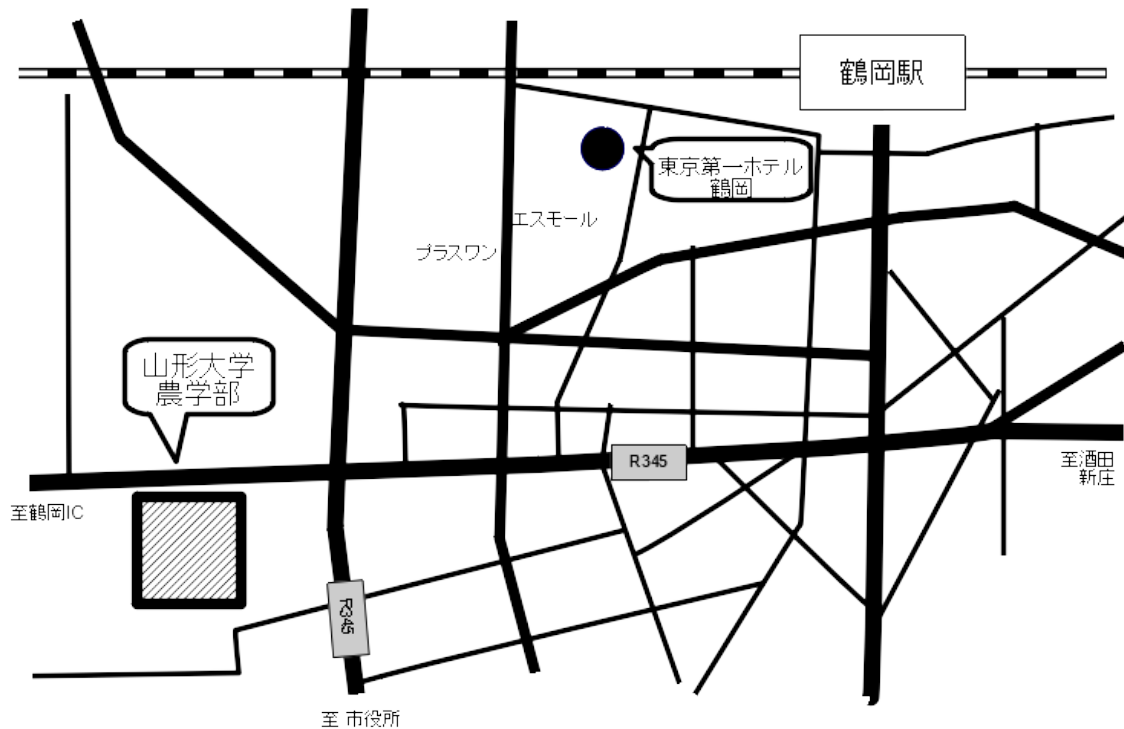 鶴岡駅
東京第一ホテル
鶴岡
エスモール
プラスワン
山形大学
農学部
R345
至酒田
新庄
至鶴岡IC
R345
至 市役所